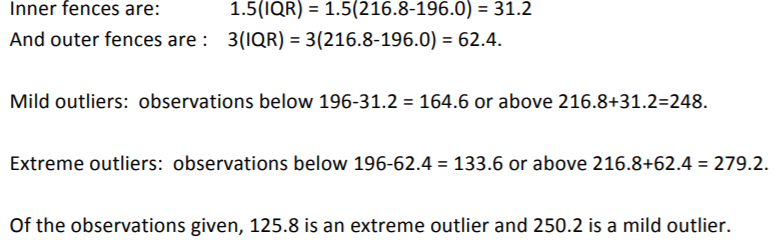 Inner fences are: 1.5(IQR) = 1.5(216.8-196.0) = 31.2
And outer fences are : 3(IQR) = 3(216.8-196.0) = 62.4.
Mild outliers: observations below 196-31.2 = 164.6 or above 216.8+31.2=248.
Extreme outliers: observations below 196-62.4 = 133.6 or above 216.8+62.4 = 279.2.
Of the observations given, 125.8 is an extreme outlier and 250.2 is a mild outlier.